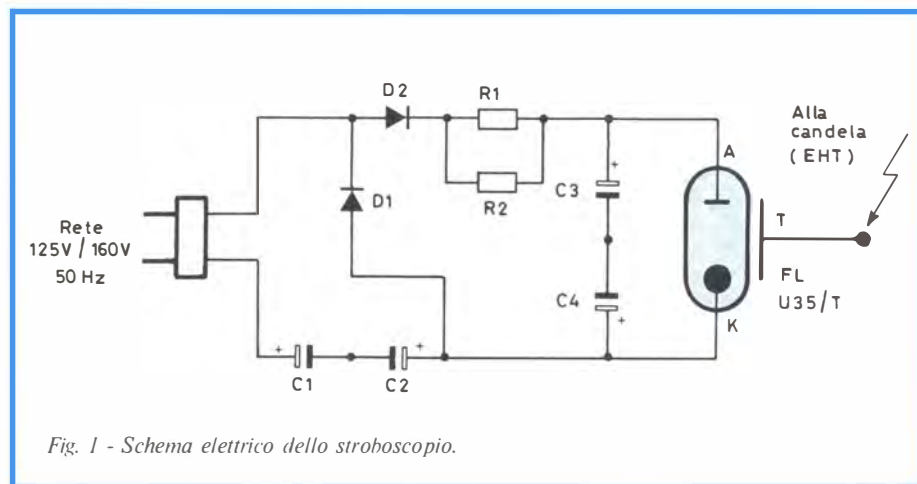 D2
R1
R2
D1
Rete
125V / 160V
50 Hz
+
C1
+
C2
+
C3
C4
+
A
T
K
FL
U35/T
Alla
candela
( EHT )
Fig. 1 - Schema elettrico dello stroboscopio.